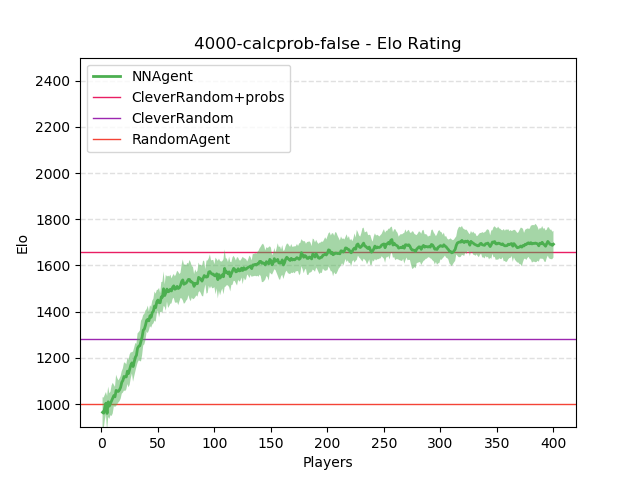 4000-calcprob-false - Elo Rating
NNAgent
CleverRandom+probs
CleverRandom
RandomAgent
2400
2200
2000
1800
1600
1400
1200
1000
Elo
0 50 100 150 200 250 300 350 400
Players